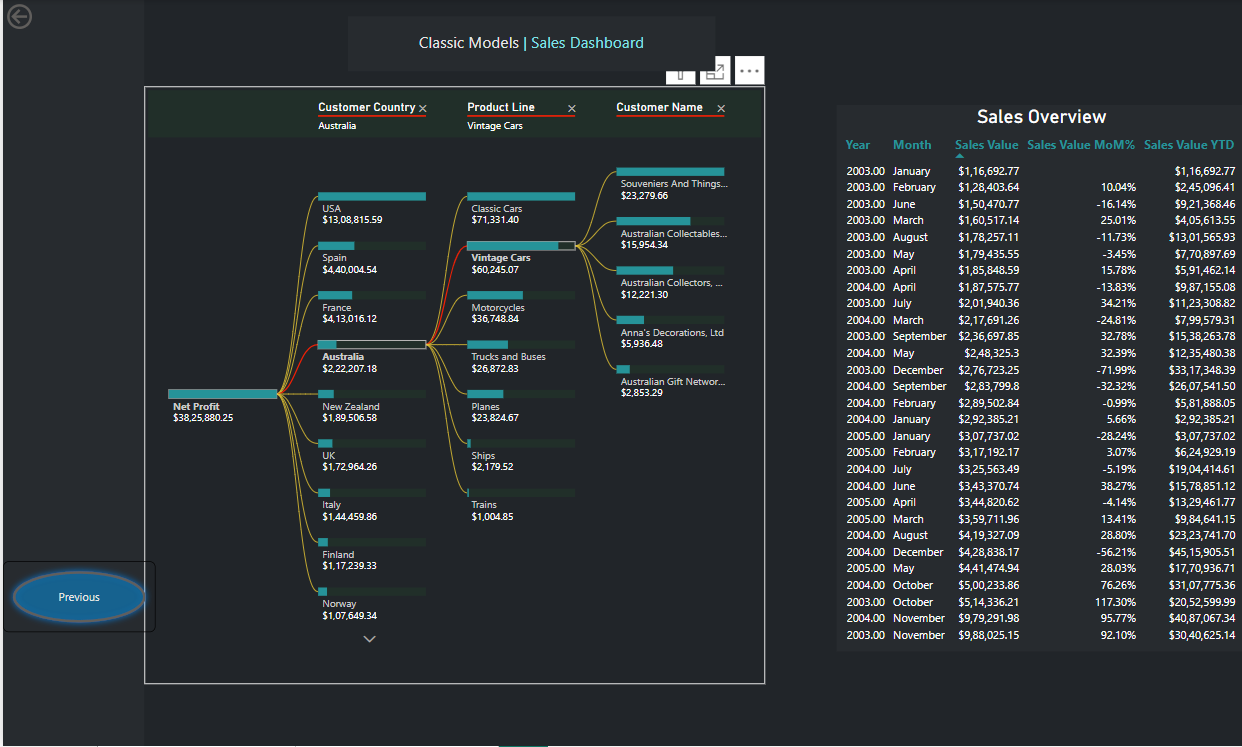 Classic Models | Sales Dashboard
Customer Country
Product Line
Customer Name
Australia
Vintage Cars
Net Profit
$38,25,880.25
USA
$13,08,815.59
Spain
$4,40,004.54
France
$4,13,016.12
Australia
$2,22,207.18
New Zealand
$1,89,506.58
UK
$1,72,964.26
Italy
$1,44,459.86
Finland
$1,17,239.33
Norway
$1,07,649.34
Classic Cars
$71,331.40
Vintage Cars
$60,245.07
Motorcycles
$36,748.84
Trucks and Buses
$26,872.83
Planes
$23,824.67
Ships
$2,179.52
Trains
$1,004.85
Souveniers And Things...
$23,279.66
Australian Collectables...
$15,954.34
Australian Collectors, ...
$12,221.30
Anna's Decorations, Ltd
$5,936.48
Australian Gift Networ...
$2,853.29
Previous
Sales Overview
Year Month Sales Value Sales Value MoM% Sales Value YTD
2003.00 January $1,16,692.77 $1,16,692.77
2003.00 February $1,28,403.64 10.04% $2,45,096.41
2003.00 June $1,50,470.77 -16.14% $9,21,368.46
2003.00 March $1,60,517.14 25.01% $4,05,613.55
2003.00 August $1,78,257.11 -11.73% $13,01,565.93
2003.00 May $1,79,435.55 -3.45% $7,70,897.69
2003.00 April $1,85,848.59 15.78% $5,91,462.14
2004.00 April $1,87,575.77 -13.83% $9,87,155.08
2003.00 July $2,01,940.36 34.21% $11,23,308.82
2004.00 March $2,17,691.26 -24.81% $7,99,579.31
2003.00 September $2,36,697.85 32.78% $15,38,263.78
2004.00 May $2,48,325.3 32.39% $12,35,480.38
2003.00 December $2,76,723.25 -71.99% $33,17,348.39
2004.00 September $2,83,799.8 -32.32% $26,07,541.50
2004.00 February $2,89,502.84 -0.99% $5,81,888.05
2004.00 January $2,92,385.21 5.66% $2,92,385.21
2005.00 January $3,07,737.02 -28.24% $3,07,737.02
2005.00 February $3,17,192.17 3.07% $6,24,929.19
2004.00 July $3,25,563.49 -5.19% $19,04,414.61
2004.00 June $3,43,370.74 38.27% $15,78,851.12
2005.00 April $3,44,820.62 -4.14% $13,29,461.77
2005.00 March $3,59,711.96 13.41% $9,84,641.15
2004.00 August $4,19,327.09 28.80% $23,23,741.70
2004.00 December $4,28,838.17 -56.21% $45,15,905.51
2005.00 May $4,41,474.94 28.03% $17,70,936.71
2004.00 October $5,00,233.86 76.26% $31,07,775.36
2003.00 October $5,14,336.21 117.30% $20,52,599.99
2004.00 November $9,79,291.98 95.77% $40,87,067.34
2003.00 November $9,88,025.15 92.10% $30,40,625.14